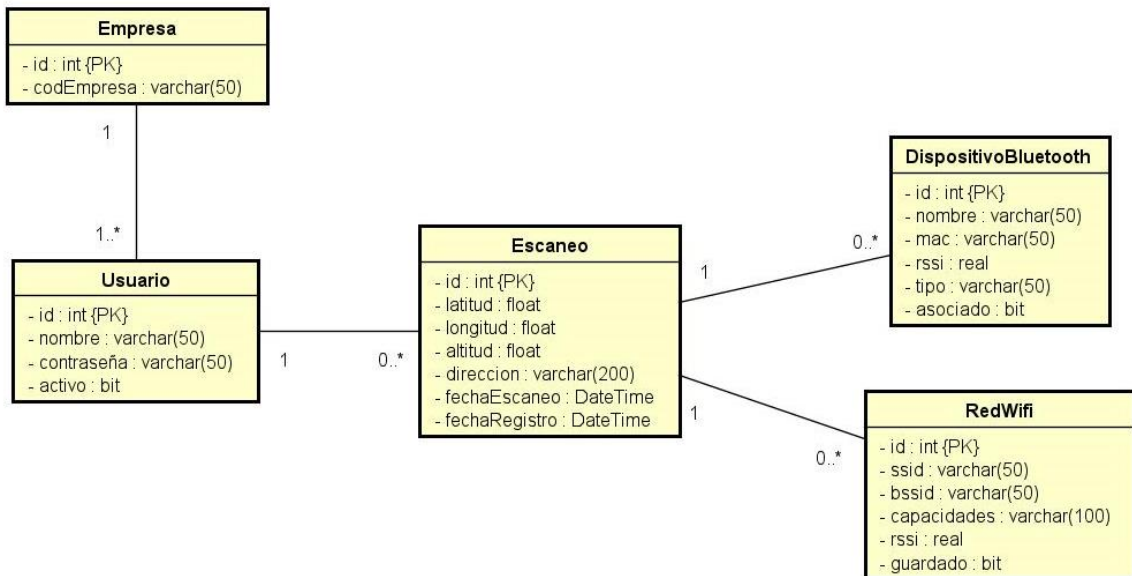 Empresa
- id : int {PK}
- codEmpresa : varchar(50)
1
1..*
Usuario
- id : int {PK}
- nombre : varchar(50)
- contraseña : varchar(50)
- activo : bit
1
0..*
Escaneo
- id : int {PK}
- latitud : float
- longitud : float
- altitud : float
- direccion : varchar(200)
- fechaEscaneo : DateTime
- fechaRegistro : DateTime
1
0..*
DispositivoBluetooth
- id : int {PK}
- nombre : varchar(50)
- mac : varchar(50)
- rssi : real
- tipo : varchar(50)
- asociado : bit
1
0..*
RedWifi
- id : int {PK}
- ssid : varchar(50)
- bssid : varchar(50)
- capacidades : varchar(100)
- rssi : real
- guardado : bit